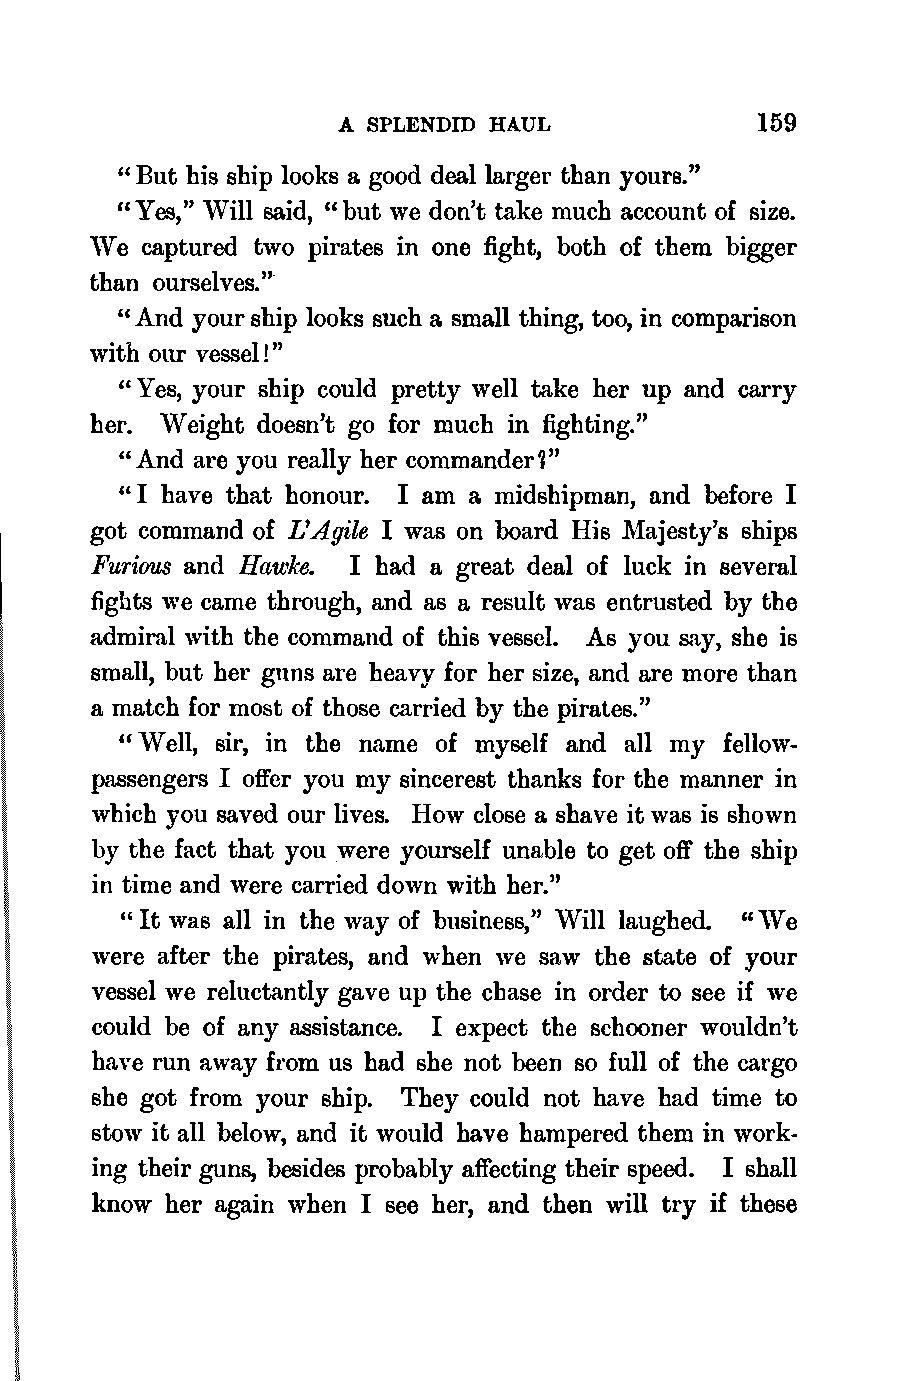 A SPLENDID HAUL 159
"But his ship looks a good deal larger than yours."
"Yes," Will said, "but we don't take much account of size.
We captured two pirates in one fight, both of them bigger
than ourselves."
"And your ship looks such a small thing, too, in comparison
with our vessel!"
"Yes, your ship could pretty well take her up and carry
her. Weight doesn't go for much in fighting."
"And are you really her commander?"
"I have that honour. I am a midshipman, and before I
got command of L'Agile I was on board His Majesty's ships
Furious and Hawke. I had a great deal of luck in several
fights we came through, and as a result was entrusted by the
admiral with the command of this vessel. As you say, she is
small, but her guns are heavy for her size, and are more than
a match for most of those carried by the pirates."
"Well, sir, in the name of myself and all my fellow-
passengers I offer you my sincerest thanks for the manner in
which you saved our lives. How close a shave it was is shown
by the fact that you were yourself unable to get off the ship
in time and were carried down with her."
"It was all in the way of business," Will laughed. "We
were after the pirates, and when we saw the state of your
vessel we reluctantly gave up the chase in order to see if we
could be of any assistance. I expect the schooner wouldn't
have run away from us had she not been so full of the cargo
she got from your ship. They could not have had time to
stow it all below, and it would have hampered them in work-
ing their guns, besides probably affecting their speed. I shall
know her again when I see her, and then will try if these